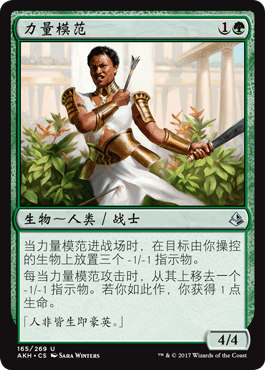 力量模范 1
生物～人类／战士
当力量模范进战场时，在目标由你操控
的生物上放置三个 -1/-1 指示物。
每当力量模范攻击时，从其上移去一个
-1/-1 指示物。若你如此作，你获得 1 点
生命。
「人非皆生即豪英。」
4/4
165/269 U
AKH • CS SARA WINTERS
™ & © 2017 Wizards of the Coast